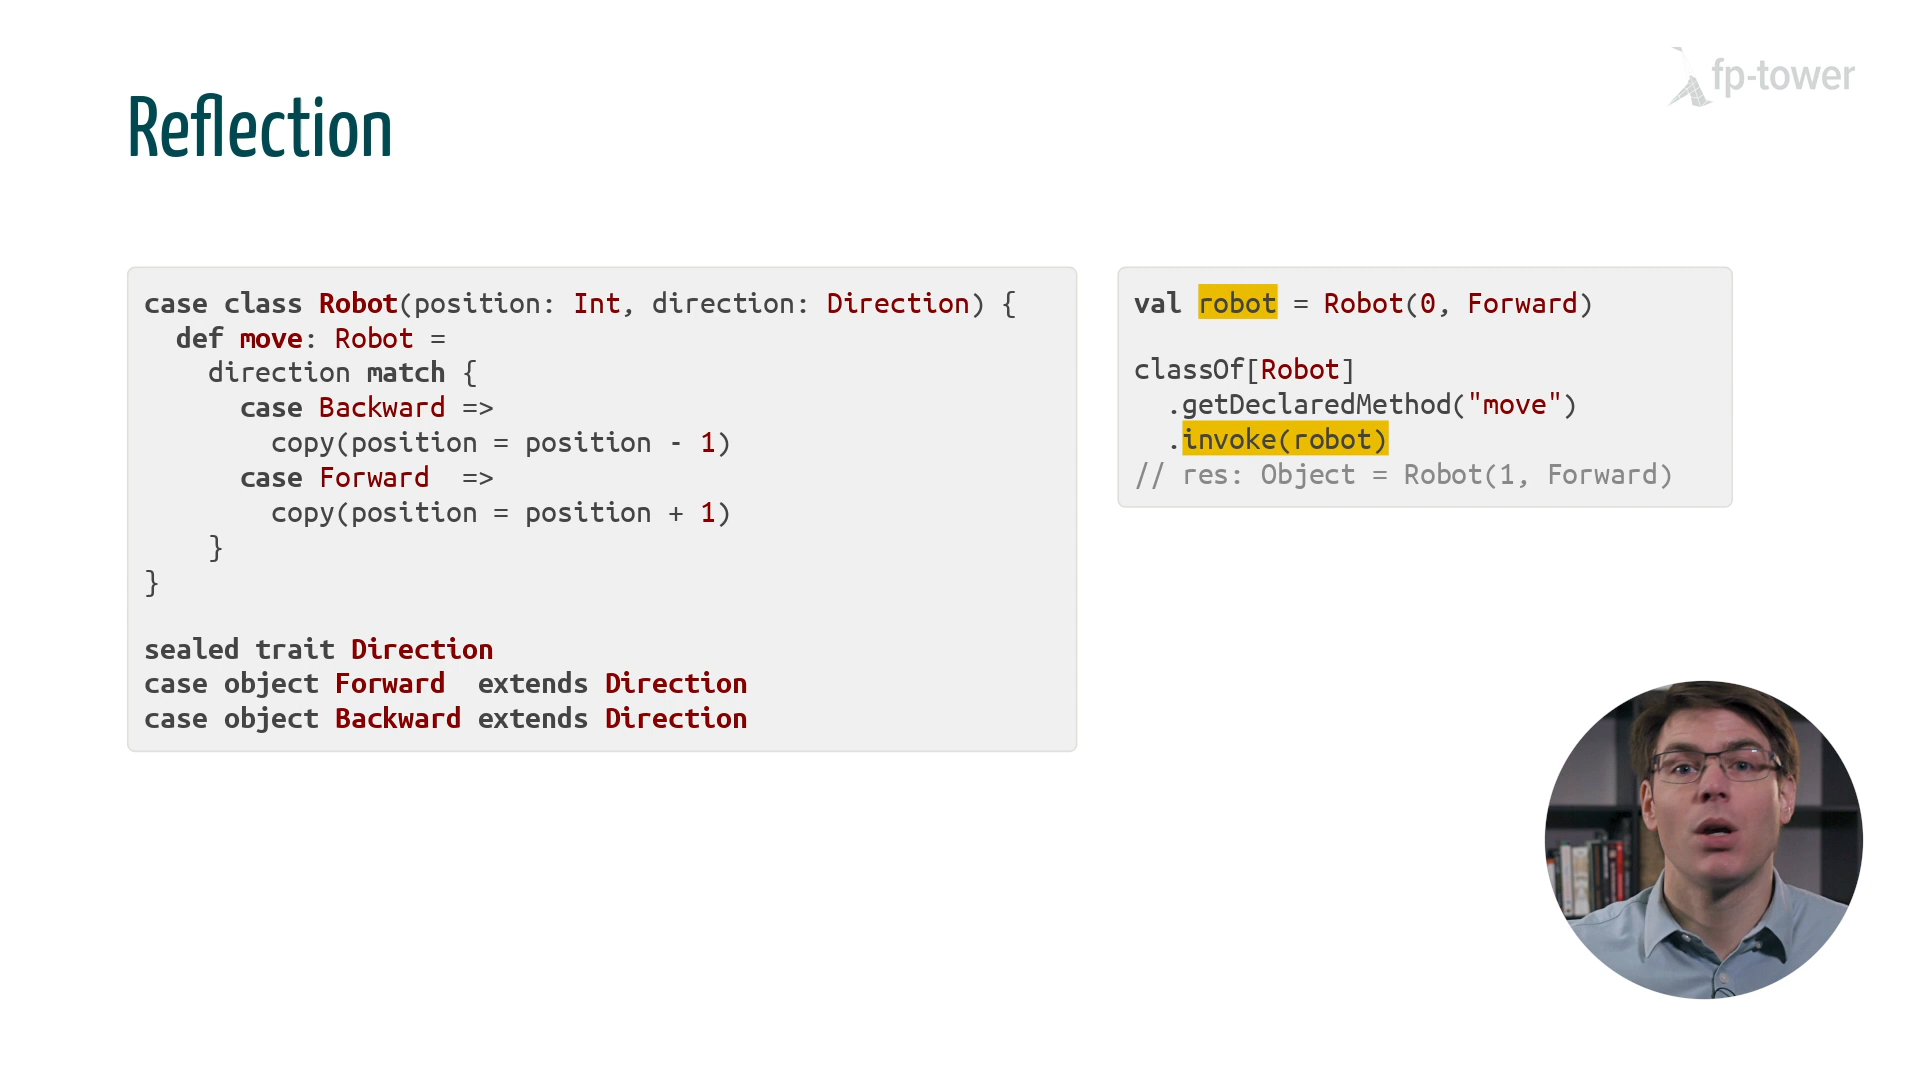 fp-tower
Reflection
case class Robot(position: Int, direction: Direction) {
  def move: Robot =
    direction match {
      case Backward =>
        copy(position = position - 1)
      case Forward  =>
        copy(position = position + 1)
    }
}

sealed trait Direction
case object Forward  extends Direction
case object Backward extends Direction
val robot = Robot(0, Forward)

classOf[Robot]
  .getDeclaredMethod("move")
  .invoke(robot)
// res: Object = Robot(1, Forward)